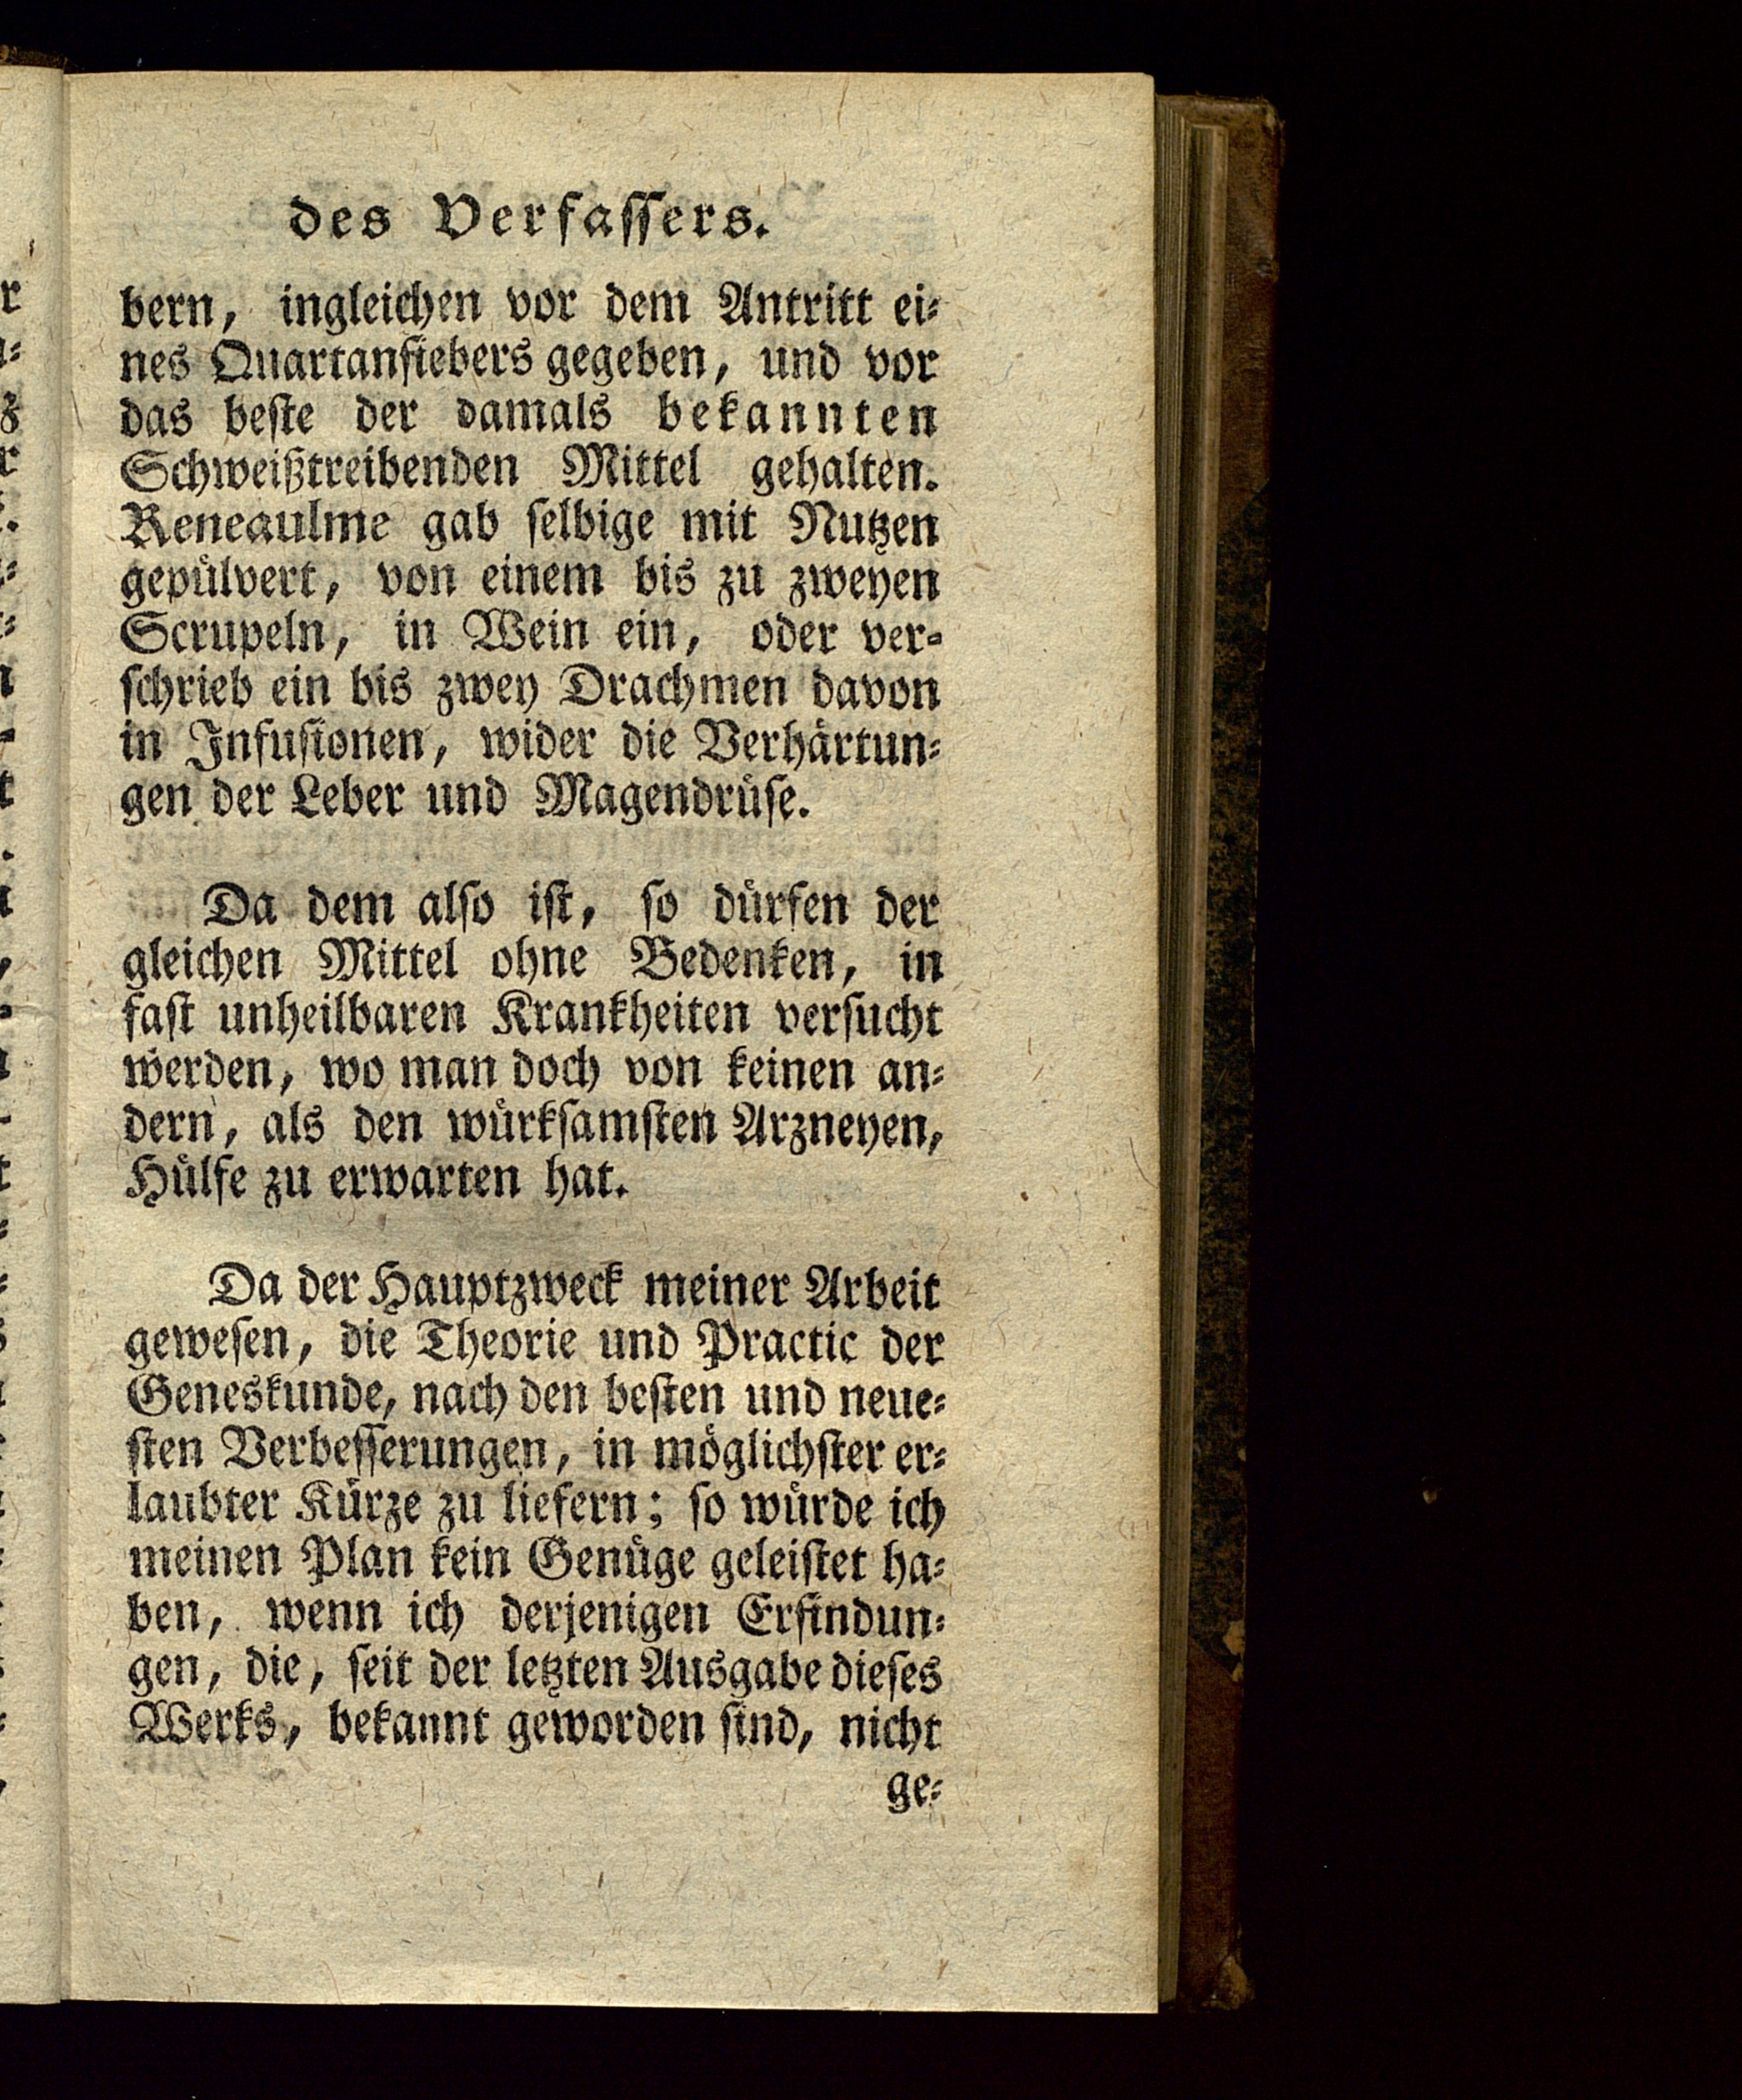 des Verfassers.
bern, ingleichen vor dem Antritt ei-
nes Quartanfiebers gegeben, und vor
das beste der damals bekannten
Schweißtreibenden Mittel gehalten.
Reneaulme gab selbige mit Nutzen
gepülvert, von einem bis zu zweyen
Scrupeln, in Wein ein, oder ver-
schrieb ein bis zwey Drachmen davon
in Infusionen, wider die Verhärtun-
gen der Leber und Magendrüse.
Da dem also ist, so dürfen der
gleichen Mittel ohne Bedenken, in
fast unheilbaren Krankheiten versucht
werden, wo man doch von keinen an-
dern, als den würksamsten Arzneyen,
Hülfe zu erwarten hat.
Da der Hauptzweck meiner Arbeit
gewesen, die Theorie und Practic der
Geneskunde, nach den besten und neue-
sten Verbesserungen, in möglichster er-
laubter Kürze zu liefern; so würde ich
meinen Plan kein Genüge geleistet ha-
ben, wenn ich derjenigen Erfindun-
gen, die, seit der letzten Ausgabe dieses
Werks, bekannt geworden sind, nicht
ge-